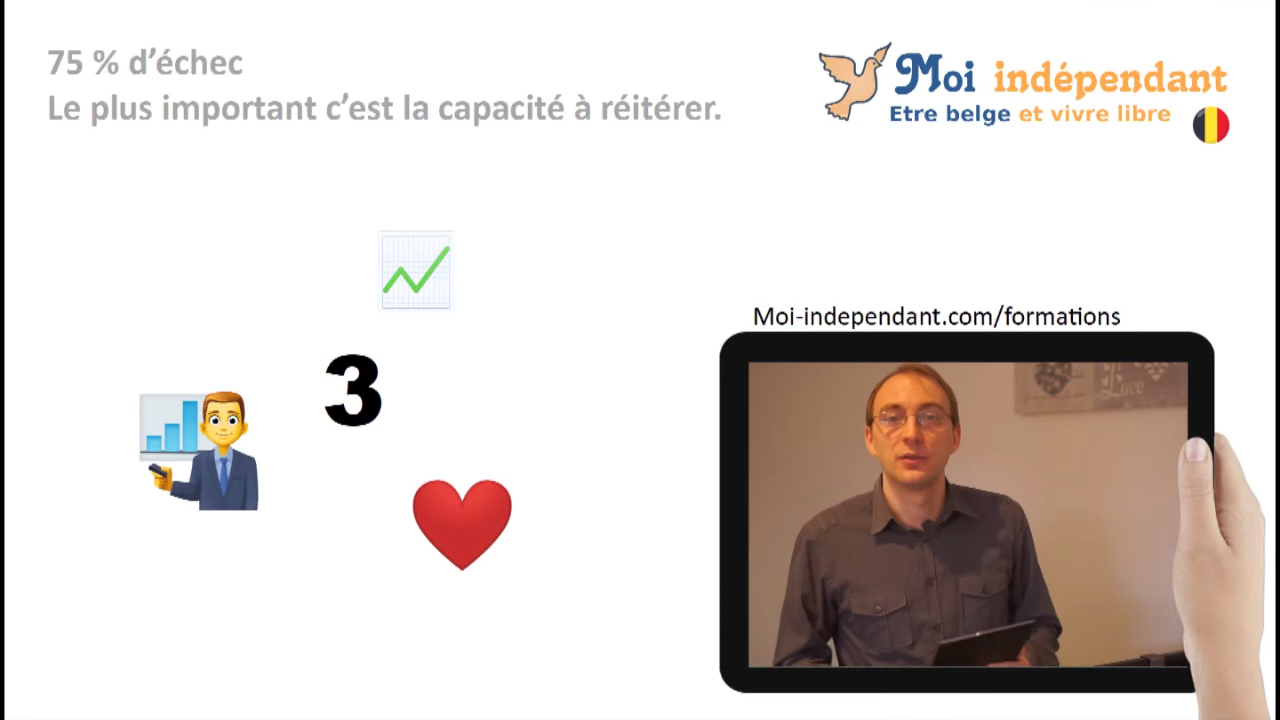 75 % d’échec
Le plus important c’est la capacité à réitérer.
Moi indépendant
Etre belge et vivre libre
Moi-independant.com/formations
3
Love